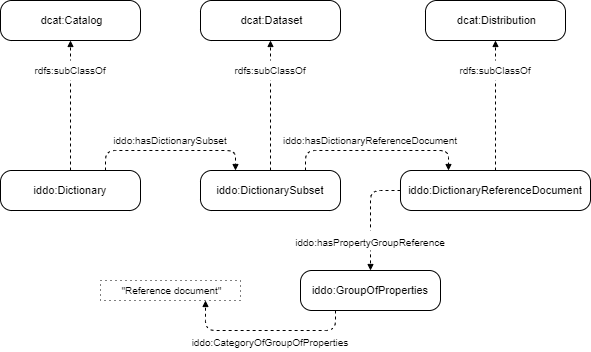 dcat:Catalog
dcat:Dataset
dcat:Distribution
rdfs:subClassOf
rdfs:subClassOf
rdfs:subClassOf
iddo:hasDictionarySubset
iddo:hasDictionaryReferenceDocument
iddo:Dictionary
iddo:DictionarySubset
iddo:DictionaryReferenceDocument
iddo:hasPropertyGroupReference
"Reference document"
iddo:GroupOfProperties
iddo:CategoryOfGroupOfProperties